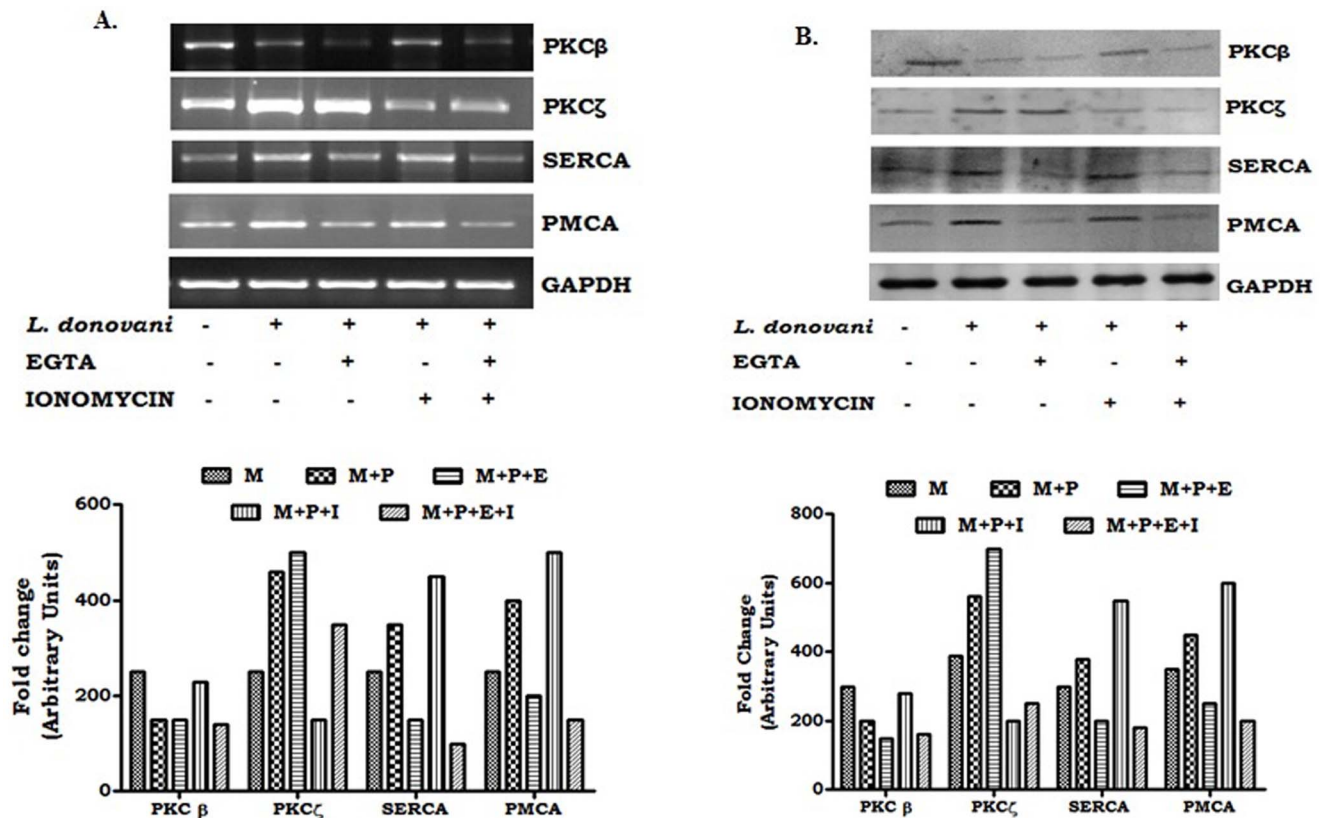 A.
PKCβ
PKCζ
SERCA
PMCA
GAPDH
L. donovani - + + + +
EGTA - - + - +
IONOMYCIN - - - + +
M M+P M+P+E
M+P+I M+P+E+I
Fold change
(Arbitrary Units)
600
400
200
0
PKC β PKCζ SERCA PMCA
B.
PKCβ
PKCζ
SERCA
PMCA
GAPDH
L. donovani - + + + +
EGTA - - + - +
IONOMYCIN - - - + +
M M+P M+P+E
M+P+I M+P+E+I
Fold Change
(Arbitrary Units)
800
600
400
200
0
PKC β PKCζ SERCA PMCA